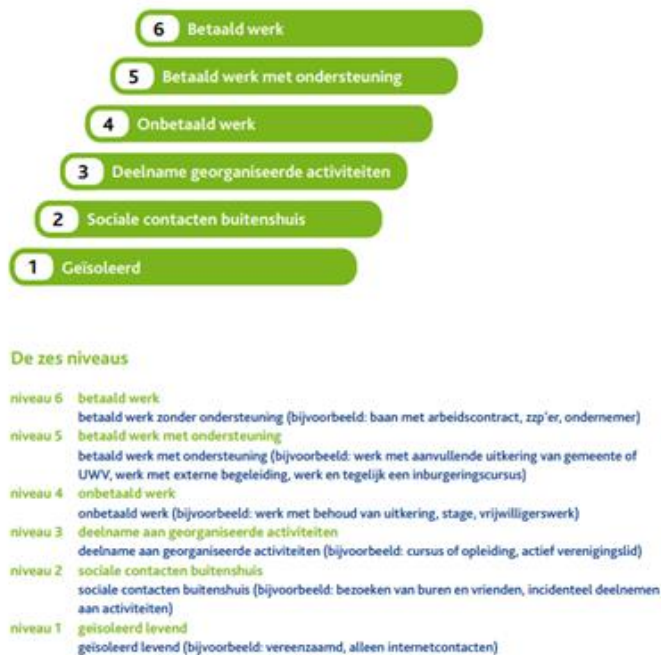 6 Betaald werk
5 Betaald werk met ondersteuning
4 Onbetaald werk
3 Deelname georganiseerde activiteiten
2 Sociale contacten buitenshuis
1 Geïsoleerd
De zes niveaus
niveau 6 betaald werk
betaald werk zonder ondersteuning (bijvoorbeeld: baan met arbeidscontract, zzp'er, ondernemer)
niveau 5 betaald werk met ondersteuning
betaald werk met ondersteuning (bijvoorbeeld: werk met aanvullende uitkering van gemeente of
UWV, werk met externe begeleiding, werk en tegelijk een inburgeringscursus)
niveau 4 onbetaald werk
onbetaald werk (bijvoorbeeld: werk met behoud van uitkering, stage, vrijwilligerswerk)
niveau 3 deelname aan georganiseerde activiteiten
deelname aan georganiseerde activiteiten (bijvoorbeeld: cursus of opleiding, actief verenigingslid)
niveau 2 sociale contacten buitenshuis
sociale contacten buitenshuis (bijvoorbeeld: bezoeken van buren en vrienden, incidenteel deelnemen
aan activiteiten)
niveau 1 geïsoleerd levend
geïsoleerd levend (bijvoorbeeld: vereenzaamd, alleen internetcontacten)